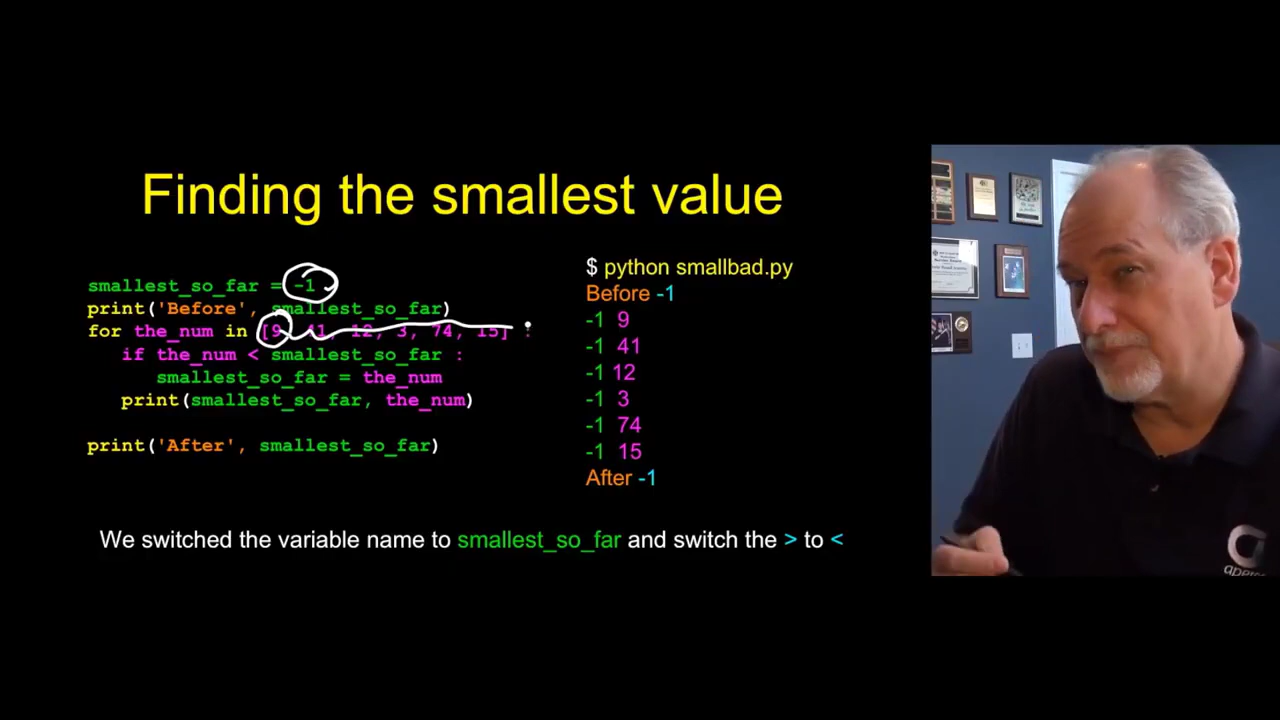 Finding the smallest value
smallest_so_far = -1
print('Before', smallest_so_far)
for the_num in [9, 41, 12, 3, 74, 15] :
if the_num < smallest_so_far :
smallest_so_far = the_num
print(smallest_so_far, the_num)
print('After', smallest_so_far)
$ python smallbad.py
Before -1
-1 9
-1 41
-1 12
-1 3
-1 74
-1 15
After -1
We switched the variable name to smallest_so_far and switch the > to <